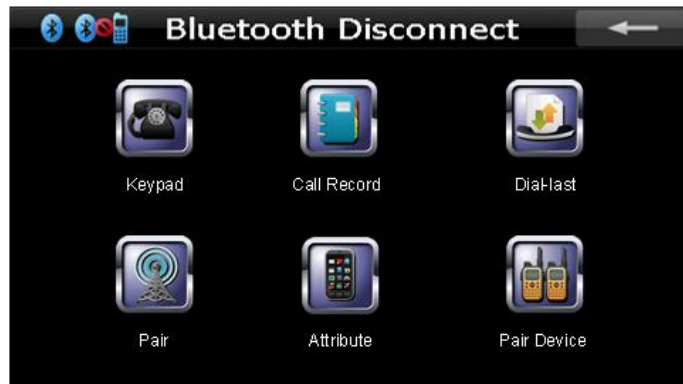 Bluetooth Disconnect
Keypad Call Record Dial-last
Pair Attribute Pair Device